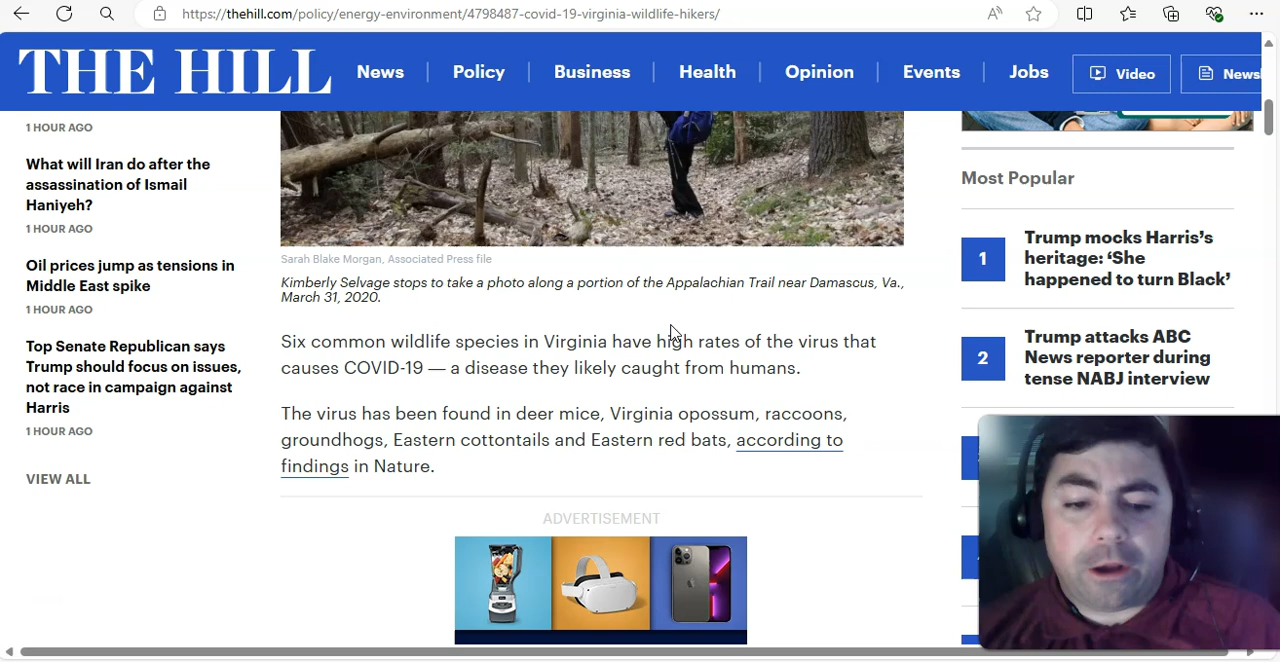 https://thehill.com/policy/energy-environment/4798487-covid-19-virginia-wildlife-hikers/
THE HILL
News
Policy
Business
Health
Opinion
Events
Jobs
Video
1 HOUR AGO
What will Iran do after the
assassination of Ismail
Haniyeh?
1 HOUR AGO
Oil prices jump as tensions in
Middle East spike
1 HOUR AGO
Top Senate Republican says
Trump should focus on issues,
not race in campaign against
Harris
1 HOUR AGO
VIEW ALL
Sarah Blake Morgan, Associated Press file
Kimberly Selvage stops to take a photo along a portion of the Appalachian Trail near Damascus, Va.,
March 31, 2020.
Six common wildlife species in Virginia have high rates of the virus that
causes COVID-19 — a disease they likely caught from humans.
The virus has been found in deer mice, Virginia opossum, raccoons,
groundhogs, Eastern cottontails and Eastern red bats, according to
findings in Nature.
ADVERTISEMENT
Most Popular
1
Trump mocks Harris’s
heritage: ‘She
happened to turn Black’
2
Trump attacks ABC
News reporter during
tense NABJ interview